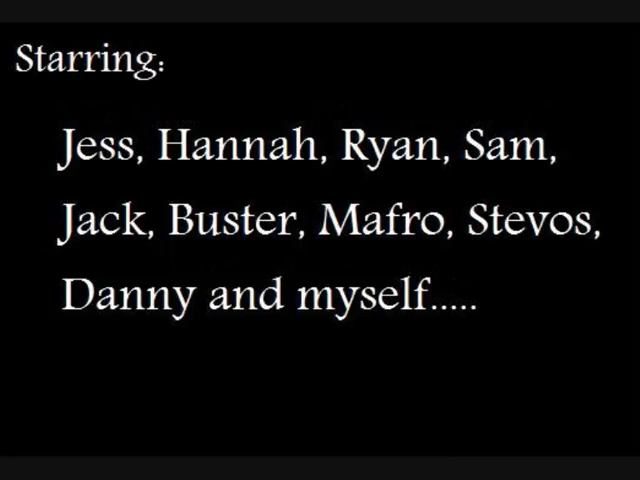 Starring:
Jess, Hannah, Ryan, Sam,
Jack, Buster, Mafro, Stevos,
Danny and myself.....